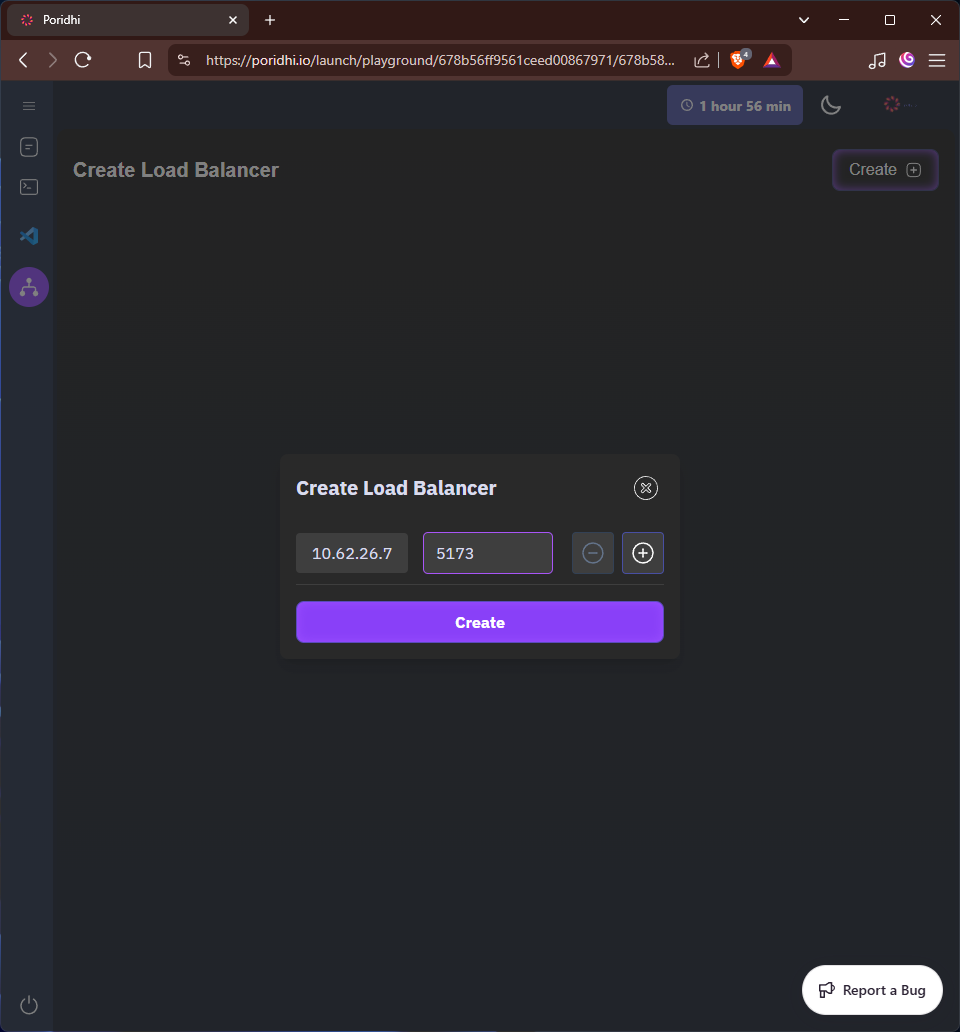 Poridhi
https://poridhi.io/launch/playground/678b56ff9561ceed00867971/678b58...
4
1 hour 56 min
Create Load Balancer
Create
Create Load Balancer
10.62.26.7
5173
Create
Report a Bug